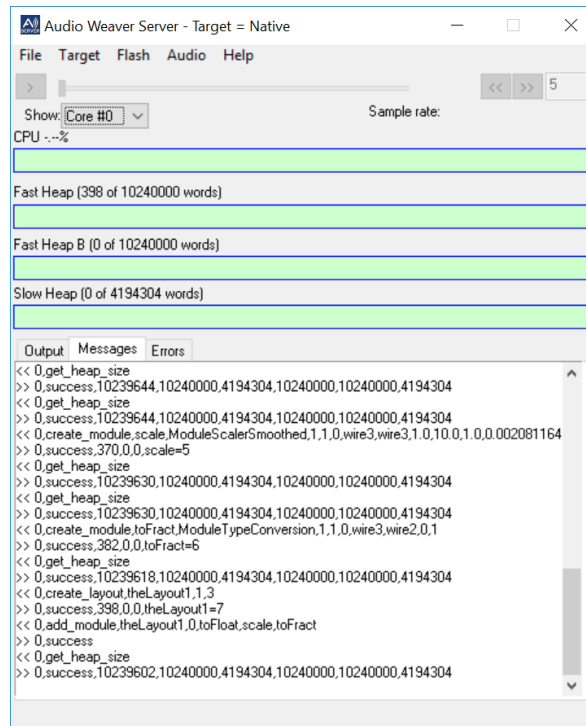 Audio Weaver Server - Target = Native
File Target Flash Audio Help
> << >> 5
Show: Core #0 Sample rate:
CPU -.--%
Fast Heap (398 of 10240000 words)
Fast Heap B (0 of 10240000 words)
Slow Heap (0 of 4194304 words)
Output Messages Errors
<< 0,get_heap_size
>> 0,success,10239644,10240000,4194304,10240000,10240000,4194304
<< 0,get_heap_size
>> 0,success,10239644,10240000,4194304,10240000,10240000,4194304
<< 0,create_module,scale,ModuleScalerSmoothed,1,1,0,wire3,wire3,1.0,10.0,1.0,0.002081164
>> 0,success,370,0,0,scale=5
<< 0,get_heap_size
>> 0,success,10239630,10240000,4194304,10240000,10240000,4194304
<< 0,get_heap_size
>> 0,success,10239630,10240000,4194304,10240000,10240000,4194304
<< 0,create_module,toFract,ModuleTypeConversion,1,1,0,wire3,wire2,0,1
>> 0,success,382,0,0,toFract=6
<< 0,get_heap_size
>> 0,success,10239618,10240000,4194304,10240000,10240000,4194304
<< 0,create_layout,theLayout1,1,3
>> 0,success,398,0,0,theLayout1=7
<< 0,add_module,theLayout1,0,toFloat,scale,toFract
>> 0,success
<< 0,get_heap_size
>> 0,success,10239602,10240000,4194304,10240000,10240000,4194304